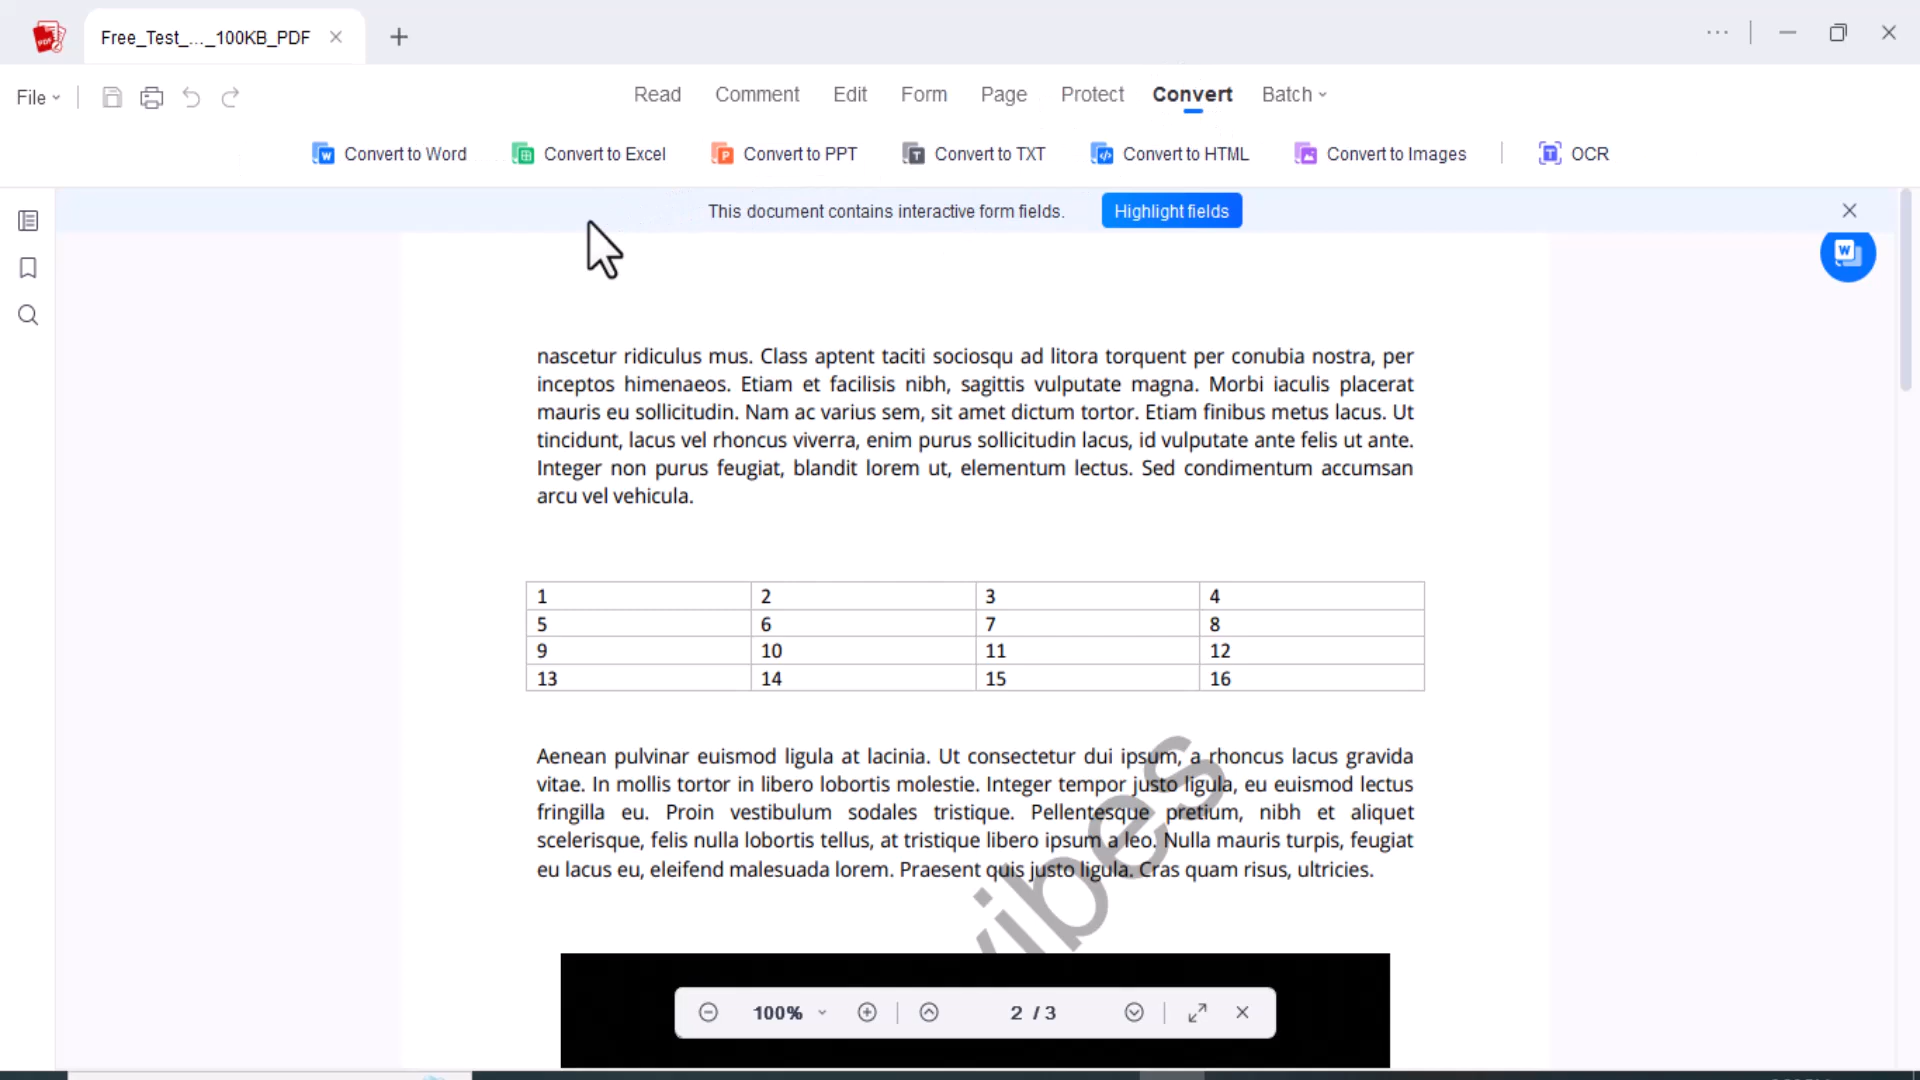 Free_Test_..._100KB_PDF
File
Read Comment Edit Form Page Protect Convert Batch
Convert to Word Convert to Excel Convert to PPT Convert to TXT Convert to HTML Convert to Images OCR
This document contains interactive form fields. Highlight fields
nascetur ridiculus mus. Class aptent taciti sociosqu ad litora torquent per conubia nostra, per
inceptos himenaeos. Etiam et facilisis nibh, sagittis vulputate magna. Morbi iaculis placerat
mauris eu sollicitudin. Nam ac varius sem, sit amet dictum tortor. Etiam finibus metus lacus. Ut
tincidunt, lacus vel rhoncus viverra, enim purus sollicitudin lacus, id vulputate ante felis ut ante.
Integer non purus feugiat, blandit lorem ut, elementum lectus. Sed condimentum accumsan
arcu vel vehicula.
1 2 3 4
5 6 7 8
9 10 11 12
13 14 15 16
Aenean pulvinar euismod ligula at lacinia. Ut consectetur dui ipsum, a rhoncus lacus gravida
vitae. In mollis tortor in libero lobortis molestie. Integer tempor justo ligula, eu euismod lectus
fringilla eu. Proin vestibulum sodales tristique. Pellentesque pretium, nibh et aliquet
scelerisque, felis nulla lobortis tellus, at tristique libero ipsum a leo. Nulla mauris turpis, feugiat
eu lacus eu, eleifend malesuada lorem. Praesent quis justo ligula. Cras quam risus, ultricies.
100% 2 / 3